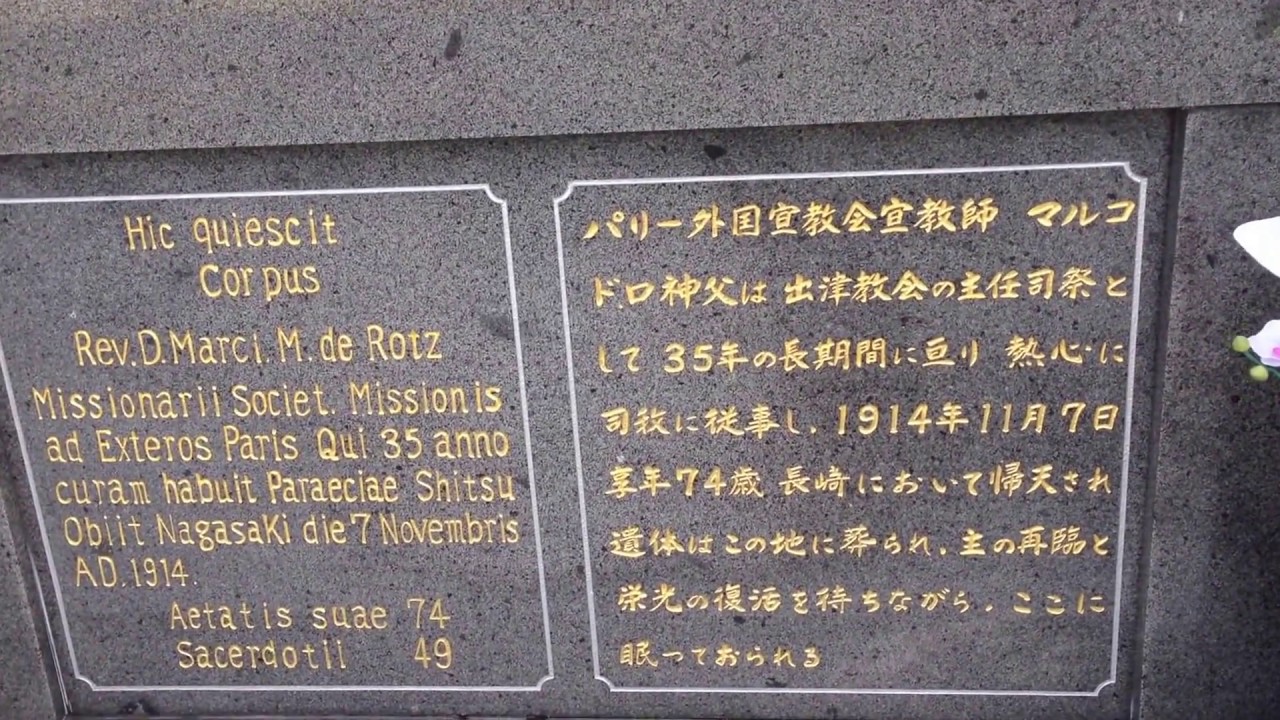 Hic quiescit
Corpus
Rev. D. Marci. M. de Rotz
Missionarii Societ. Missionis
ad Exteros Paris Qui 35 anno
curam habuit Paraeciae Shitsu
Obiit Nagasaki die 7 Novembris
A.D. 1914.
Aetatis suae 74
Sacerdotii 49
パリー外国宣教会宣教師 マルコ
ド.ロ神父は 出津教会の主任司祭と
して 35年の長期間に亘り 熱心に
司牧に従事し, 1914年11月7日
享年74歳 長崎において帰天され
遺体はこの地に葬られ, 主の再臨と
栄光の復活を待ちながら, ここに
眠っておられる